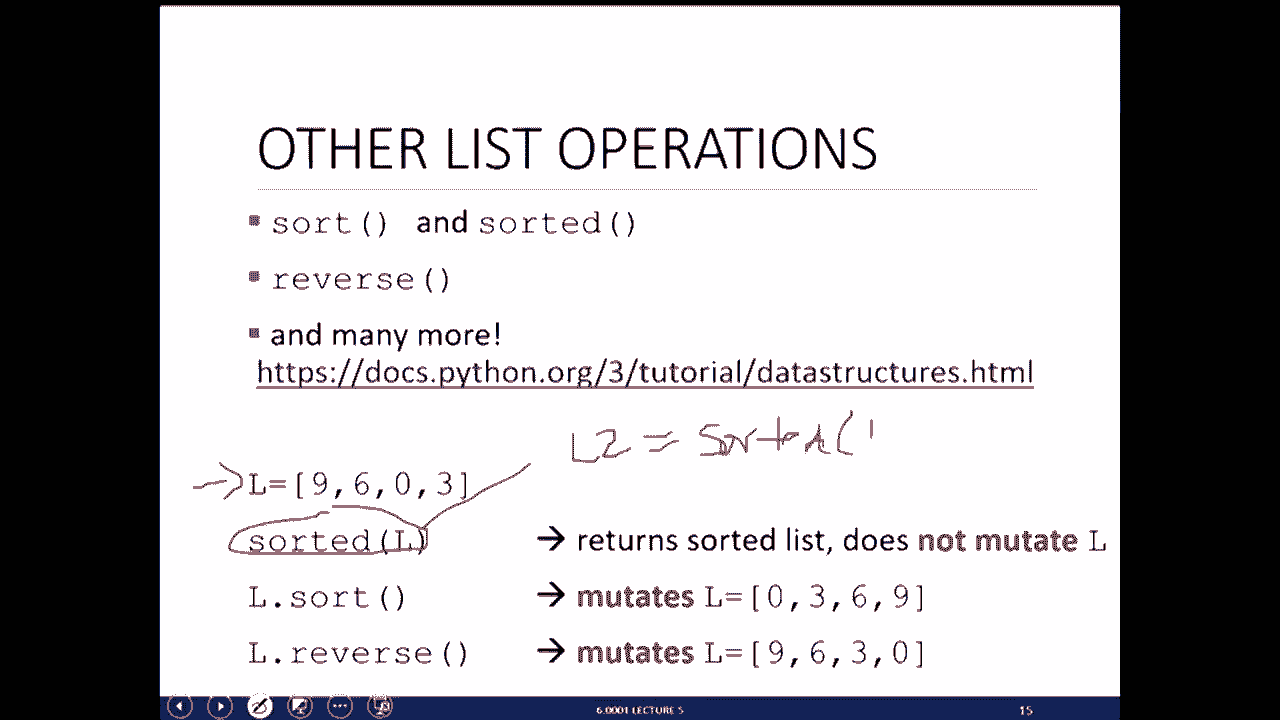 OTHER LIST OPERATIONS
▪ sort() and sorted()
▪ reverse()
▪ and many more!
https://docs.python.org/3/tutorial/datastructures.html
L2 = sorted(
L=[9,6,0,3]
sorted(L) → returns sorted list, does not mutate L
L.sort() → mutates L=[0,3,6,9]
L.reverse() → mutates L=[9,6,3,0]
6.0001 LECTURE 5
15